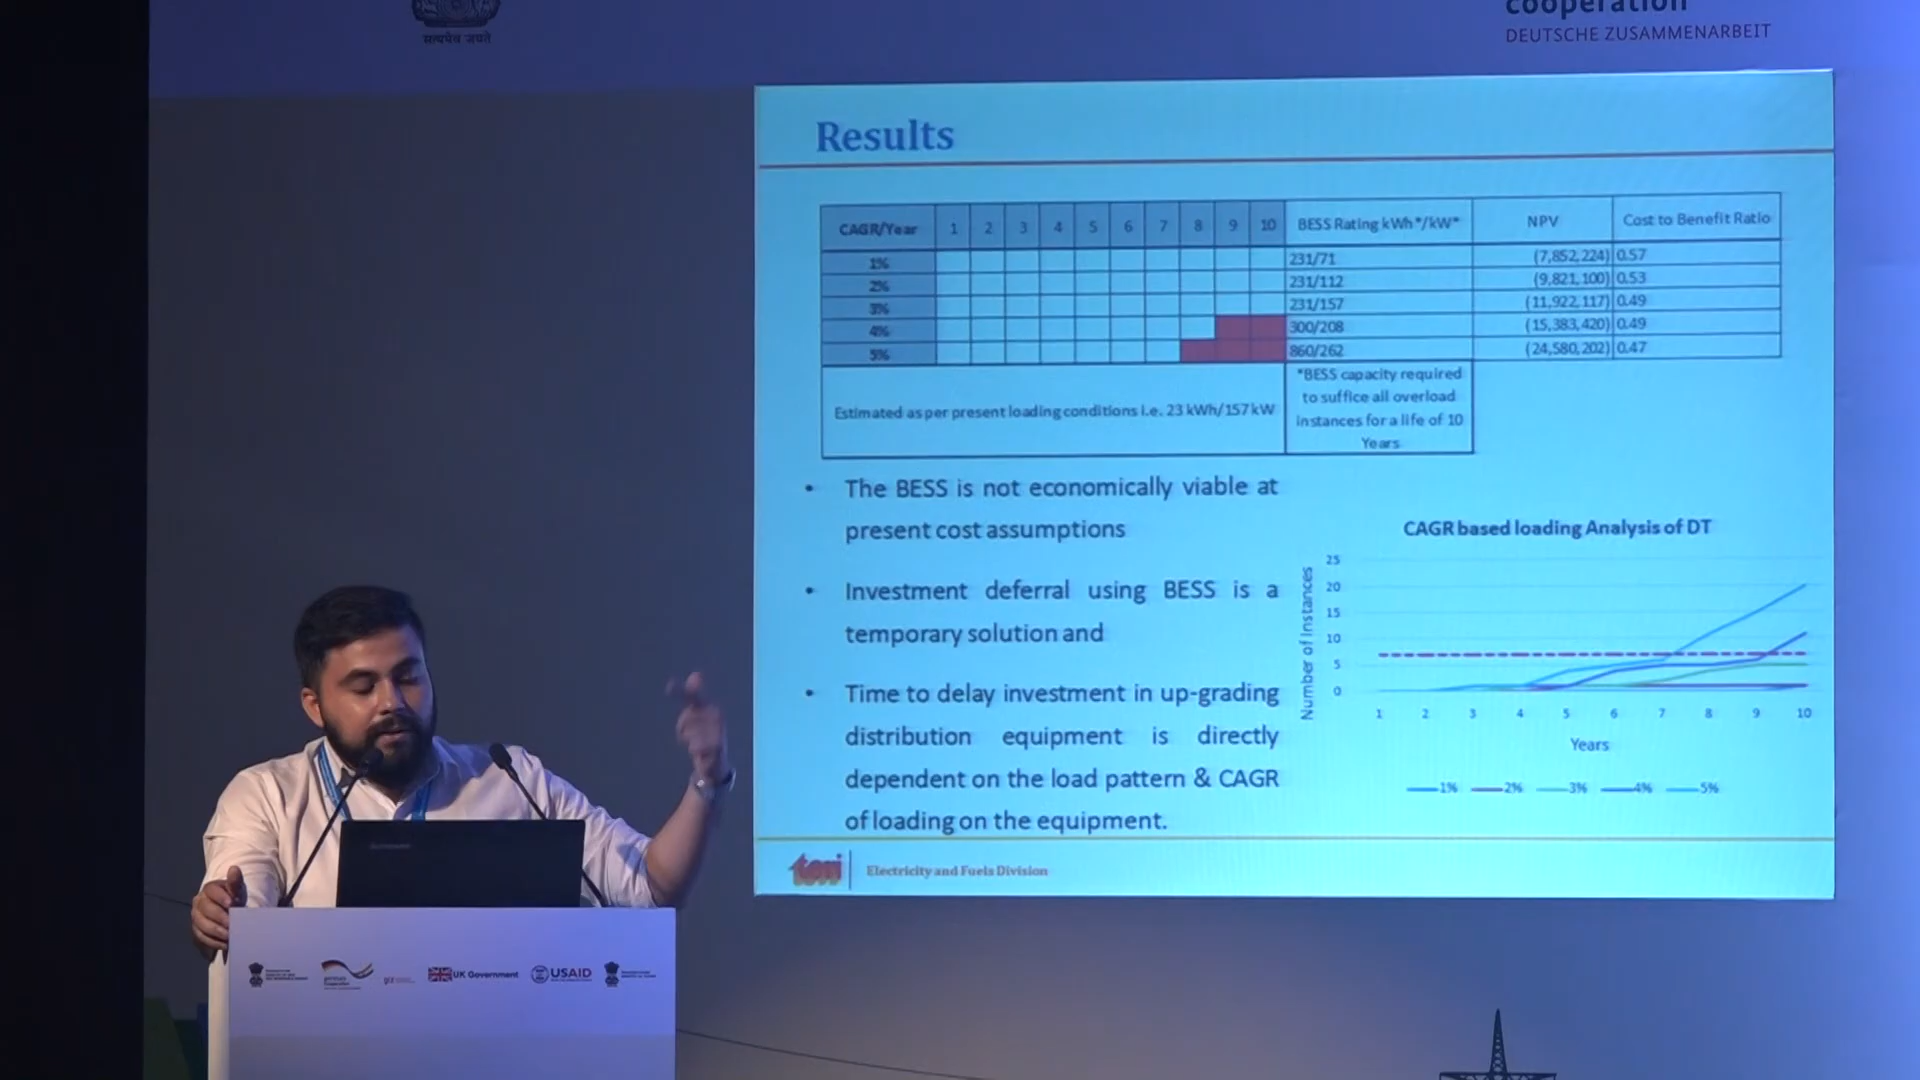 सत्यमेव जयते
cooperation
DEUTSCHE ZUSAMMENARBEIT
Results
CAGR/Year 1 2 3 4 5 6 7 8 9 10 BESS Rating kWh*/kW* NPV Cost to Benefit Ratio
1% 231/71 (7,852,224) 0.57
2% 231/112 (9,821,100) 0.53
3% 231/157 (11,922,117) 0.49
4% 300/208 (15,383,420) 0.49
5% 860/262 (24,580,202) 0.47
Estimated as per present loading conditions i.e. 23 kWh/157 kW
*BESS capacity required
to suffice all overload
instances for a life of 10
Years
• The BESS is not economically viable at
present cost assumptions
• Investment deferral using BESS is a
temporary solution and
• Time to delay investment in up-grading
distribution equipment is directly
dependent on the load pattern & CAGR
of loading on the equipment.
CAGR based loading Analysis of DT
Number of Instances
25
20
15
10
5
0
1 2 3 4 5 6 7 8 9 10
Years
1% 2% 3% 4% 5%
teri
Electricity and Fuels Division
UK Government
USAID